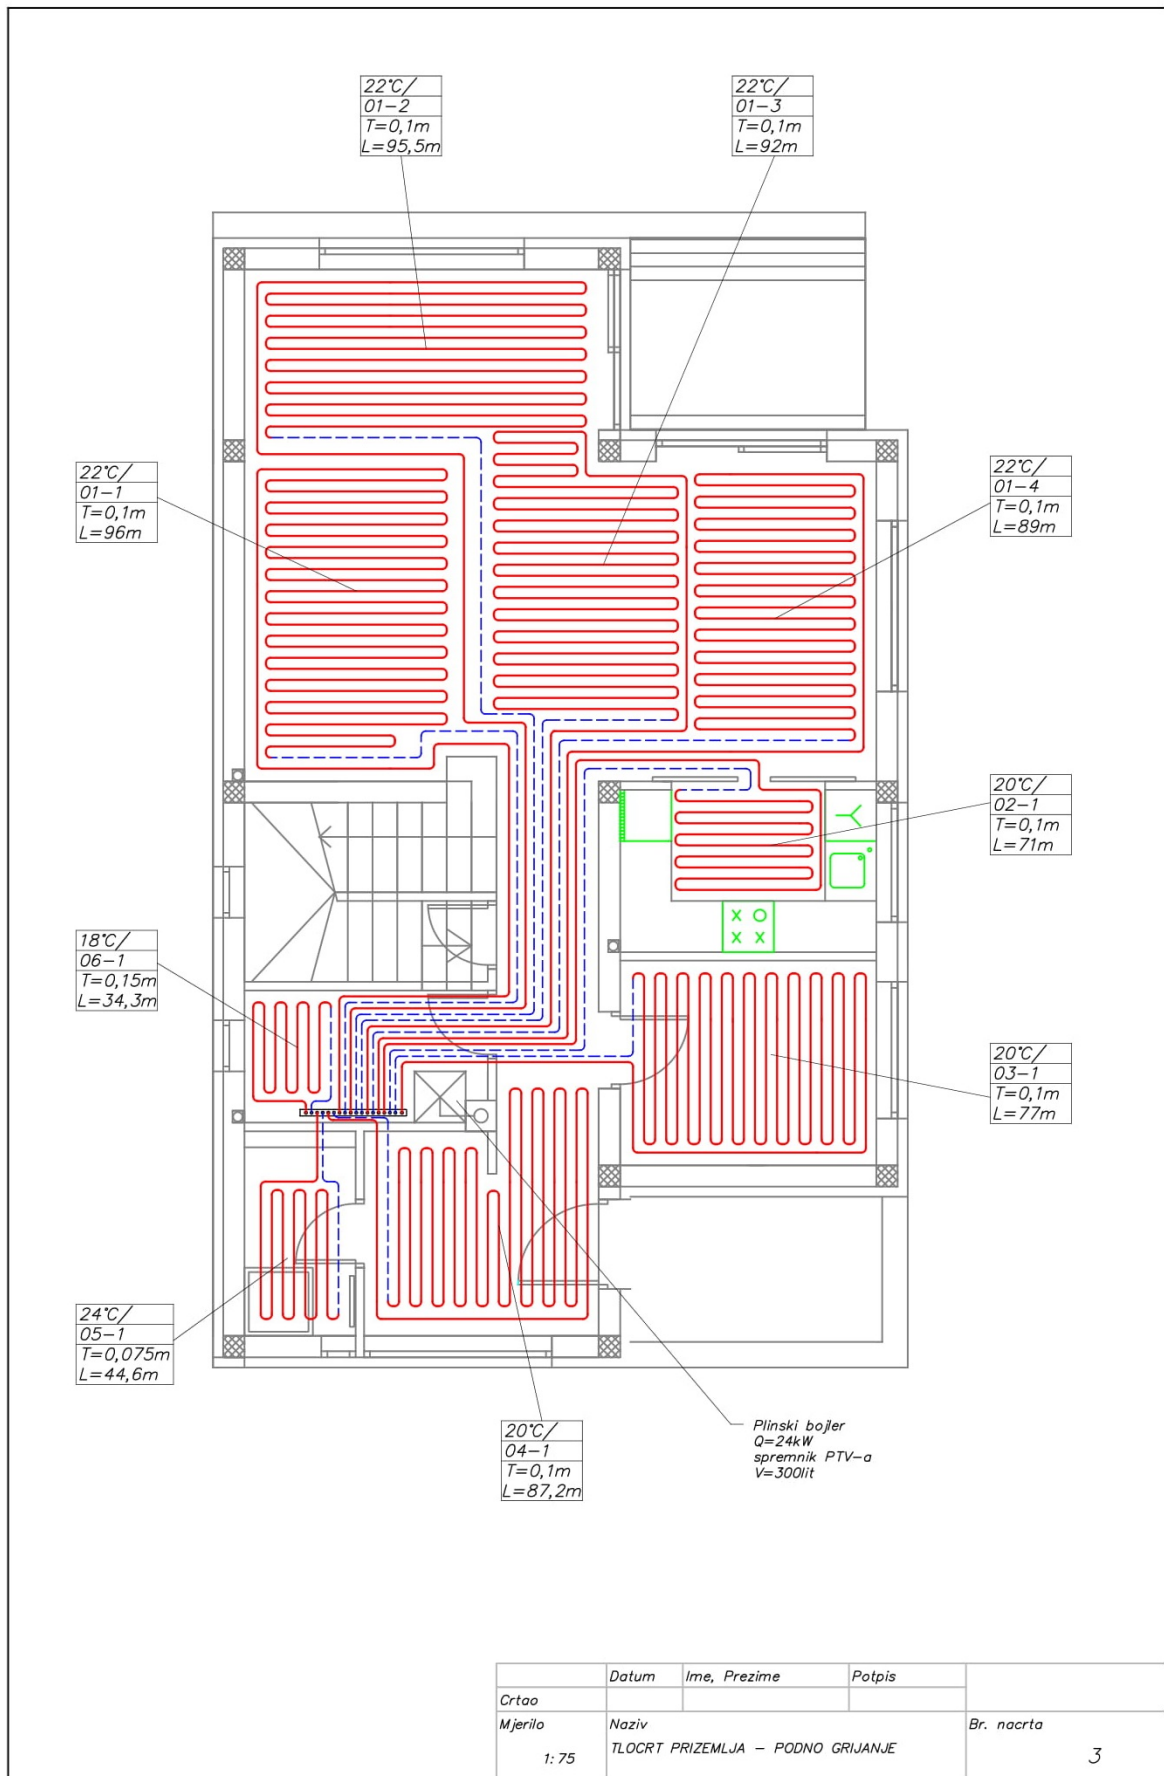 22°C/
01-2
T=0,1m
L=95,5m
22°C/
01-3
T=0,1m
L=92m
22°C/
01-1
T=0,1m
L=96m
22°C/
01-4
T=0,1m
L=89m
20°C/
02-1
T=0,1m
L=71m
18°C/
06-1
T=0,15m
L=34,3m
20°C/
03-1
T=0,1m
L=77m
24°C/
05-1
T=0,075m
L=44,6m
20°C/
04-1
T=0,1m
L=87,2m
Plinski bojler
Q=24kW
spremnik PTV-a
V=300lit
Datum Ime, Prezime Potpis
Crtao
Mjerilo Naziv Br. nacrta
1:75 TLOCRT PRIZEMLJA - PODNO GRIJANJE 3